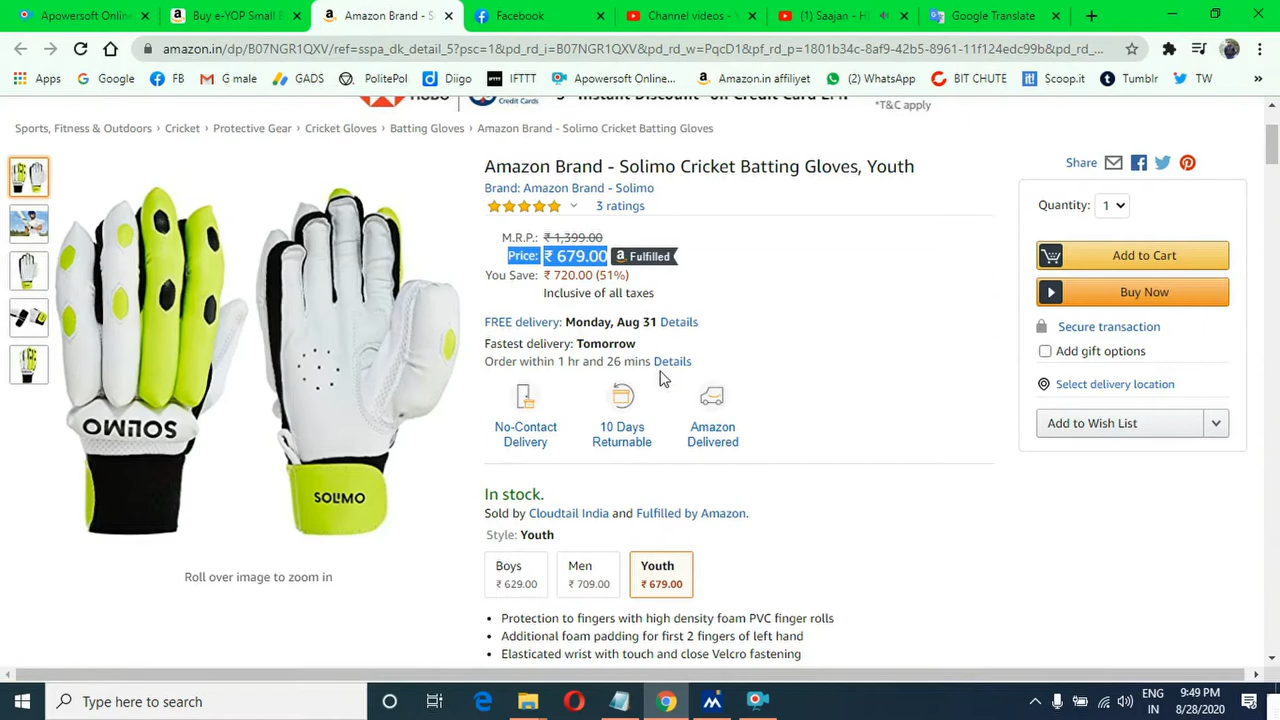 Apowersoft Onlin
Buy e-YOP Small B
Amazon Brand - S
Facebook
Channel videos - Y
(1) Saajan - H
Google Translate
amazon.in/dp/B07NGR1QXV/ref=sspa_dk_detail_5?psc=1&pd_rd_i=B07NGR1QXV&pd_rd_w=PqcD1&pf_rd_p=1801b34c-8af9-42b5-8961-11f124edc99b&pd_rd_...
Apps
Google
FB
G male
GADS
PolitePol
Diigo
IFTTT
Apowersoft Online...
Amazon.in affiliyet
(2) WhatsApp
BIT CHUTE
Scoop.it
Tumblr
TW
»
Credit Cards
*T&C apply
Sports, Fitness & Outdoors › Cricket › Protective Gear › Cricket Gloves › Batting Gloves › Amazon Brand - Solimo Cricket Batting Gloves
SOLIMO
SOLIMO
Roll over image to zoom in
Amazon Brand - Solimo Cricket Batting Gloves, Youth
Brand: Amazon Brand - Solimo
3 ratings
M.R.P.: ₹ 1,399.00
Price: ₹ 679.00 a Fulfilled
You Save: ₹ 720.00 (51%)
Inclusive of all taxes
FREE delivery: Monday, Aug 31 Details
Fastest delivery: Tomorrow
Order within 1 hr and 26 mins Details
No-Contact
Delivery
10 Days
Returnable
Amazon
Delivered
In stock.
Sold by Cloudtail India and Fulfilled by Amazon.
Style: Youth
Boys
₹ 629.00
Men
₹ 709.00
Youth
₹ 679.00
• Protection to fingers with high density foam PVC finger rolls
• Additional foam padding for first 2 fingers of left hand
• Elasticated wrist with touch and close Velcro fastening
Share
Quantity: 1
Add to Cart
Buy Now
Secure transaction
Add gift options
Select delivery location
Add to Wish List
Type here to search
ENG
IN
9:49 PM
8/28/2020